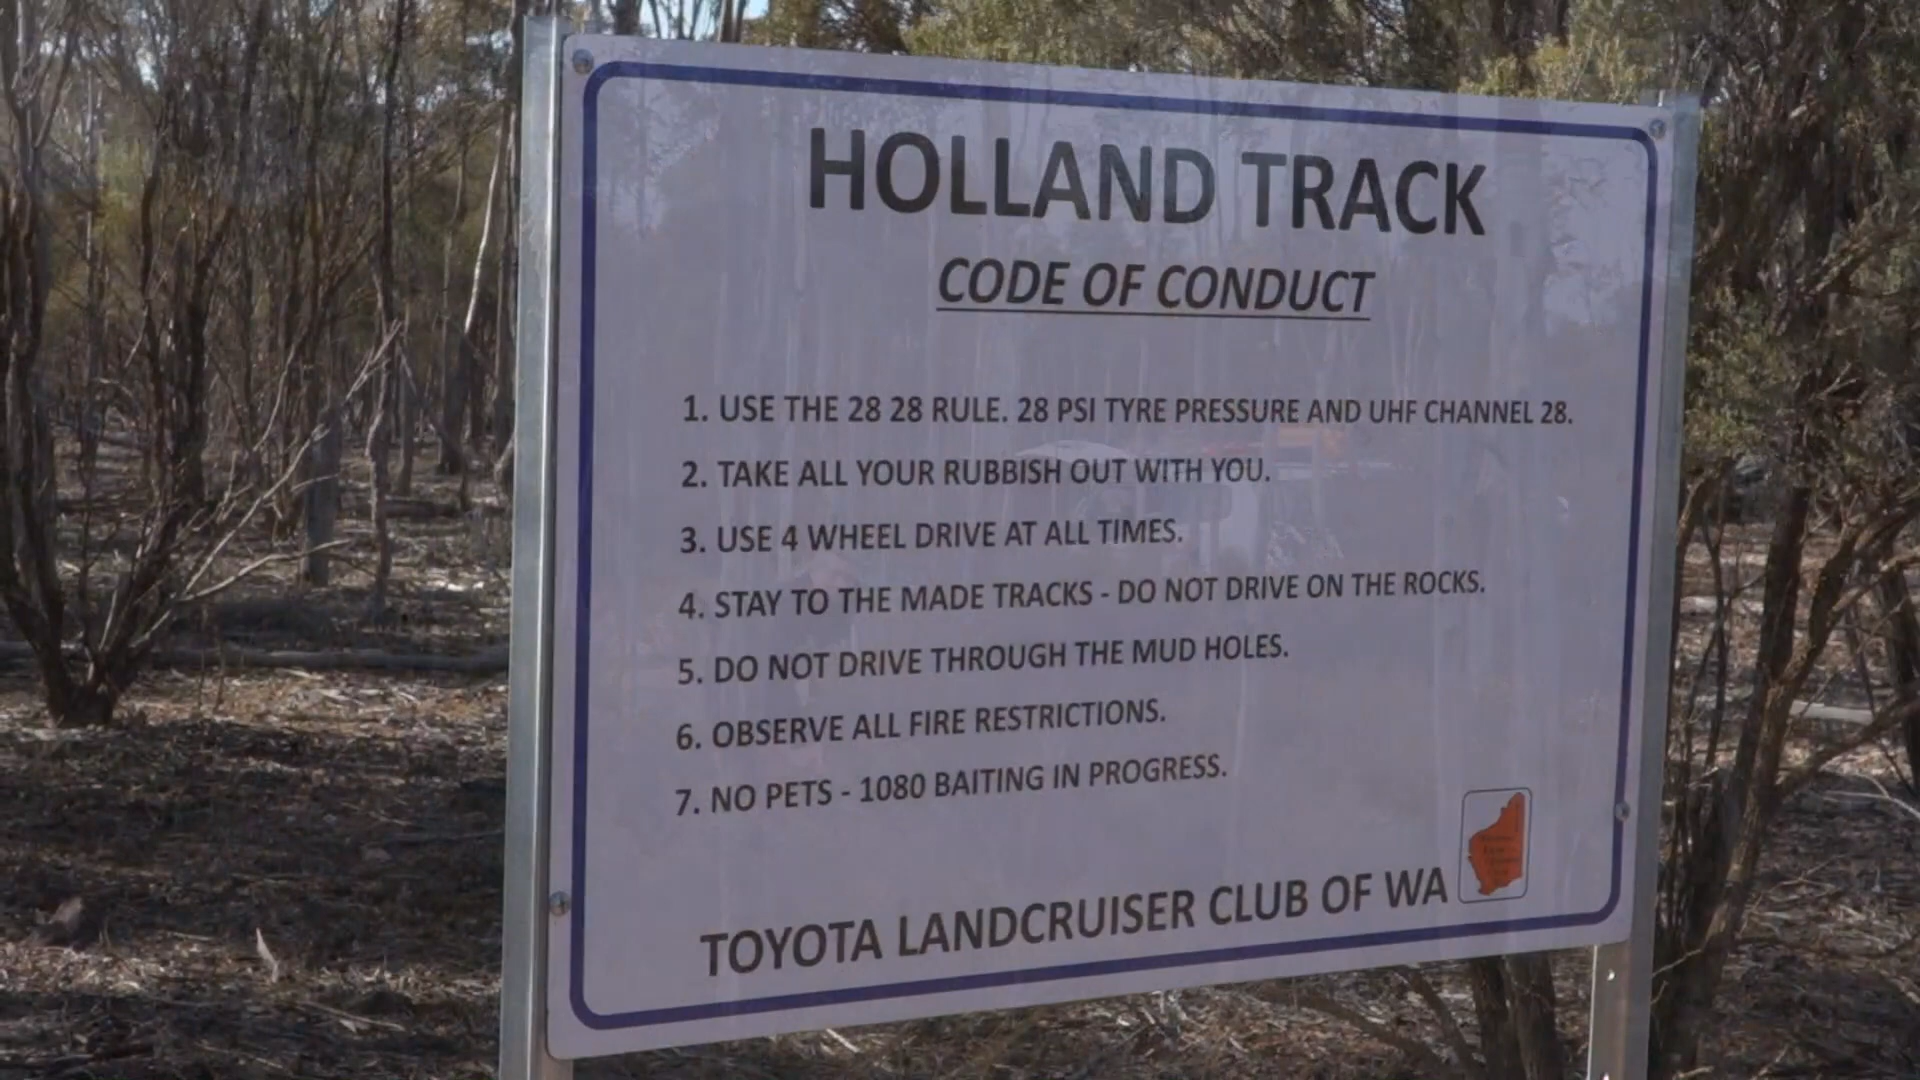 HOLLAND TRACK
CODE OF CONDUCT
1. USE THE 28 28 RULE. 28 PSI TYRE PRESSURE AND UHF CHANNEL 28.
2. TAKE ALL YOUR RUBBISH OUT WITH YOU.
3. USE 4 WHEEL DRIVE AT ALL TIMES.
4. STAY TO THE MADE TRACKS - DO NOT DRIVE ON THE ROCKS.
5. DO NOT DRIVE THROUGH THE MUD HOLES.
6. OBSERVE ALL FIRE RESTRICTIONS.
7. NO PETS - 1080 BAITING IN PROGRESS.
TOYOTA LANDCRUISER CLUB OF WA